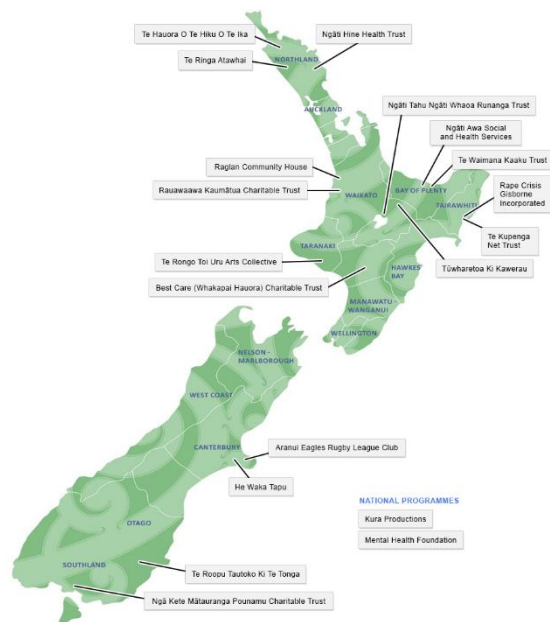 Te Hauora O Te Hiku O Te Ika
Ngāti Hine Health Trust
Te Ringa Atawhai
NORTHLAND
AUCKLAND
Ngāti Tahu Ngāti Whaoa Runanga Trust
Ngāti Awa Social
and Health Services
Te Waimana Kaaku Trust
Raglan Community House
Rauawaawa Kaumātua Charitable Trust
WAIKATO
BAY OF PLENTY
TAIRAWHITI
Rape Crisis
Gisborne
Incorporated
Te Kupenga
Net Trust
Tūwharetoa Ki Kawerau
TARANAKI
Te Rongo Toi Uru Arts Collective
Best Care (Whakapai Hauora) Charitable Trust
HAWKES
BAY
MANAWATU -
WANGANUI
WELLINGTON
NELSON -
MARLBOROUGH
WEST COAST
CANTERBURY
Aranui Eagles Rugby League Club
He Waka Tapu
NATIONAL PROGRAMMES
Kura Productions
Mental Health Foundation
OTAGO
SOUTHLAND
Te Roopu Tautoko Ki Te Tonga
Ngā Kete Mātauranga Pounamu Charitable Trust